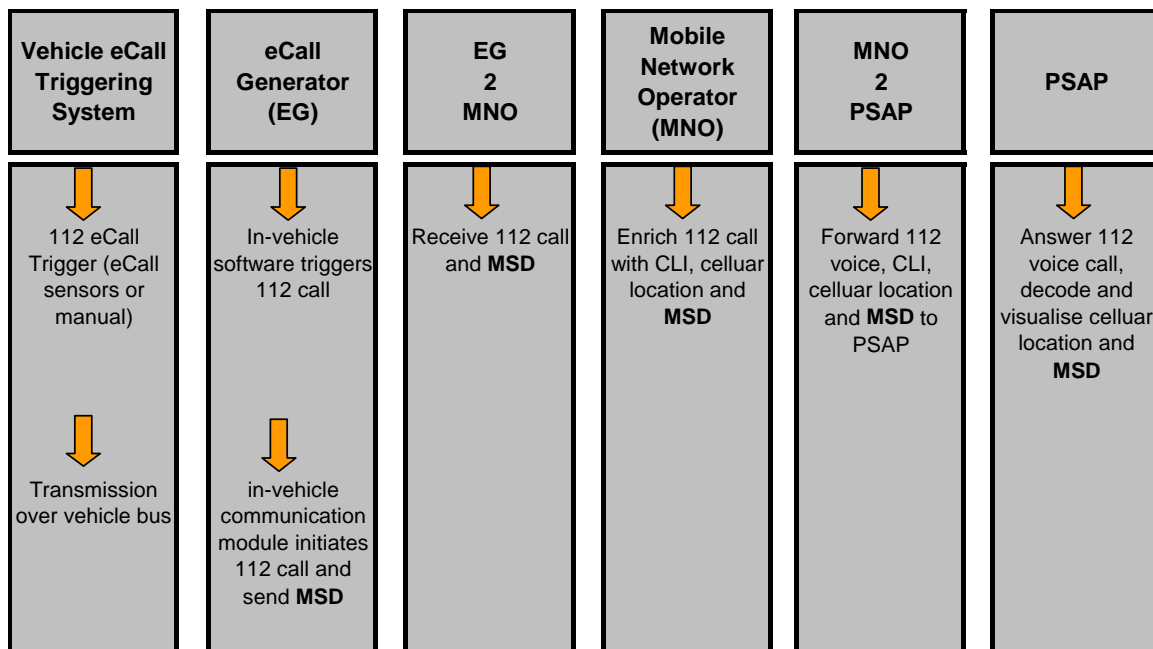 Vehicle eCall
Triggering
System
eCall
Generator
(EG)
EG
2
MNO
Mobile
Network
Operator
(MNO)
MNO
2
PSAP
PSAP
112 eCall
Trigger (eCall
sensors or
manual)
Transmission
over vehicle bus
In-vehicle
software triggers
112 call
in-vehicle
communication
module initiates
112 call and
send MSD
Receive 112 call
and MSD
Enrich 112 call
with CLI, celluar
location and
MSD
Forward 112
voice, CLI,
celluar location
and MSD to
PSAP
Answer 112
voice call,
decode and
visualise celluar
location and
MSD